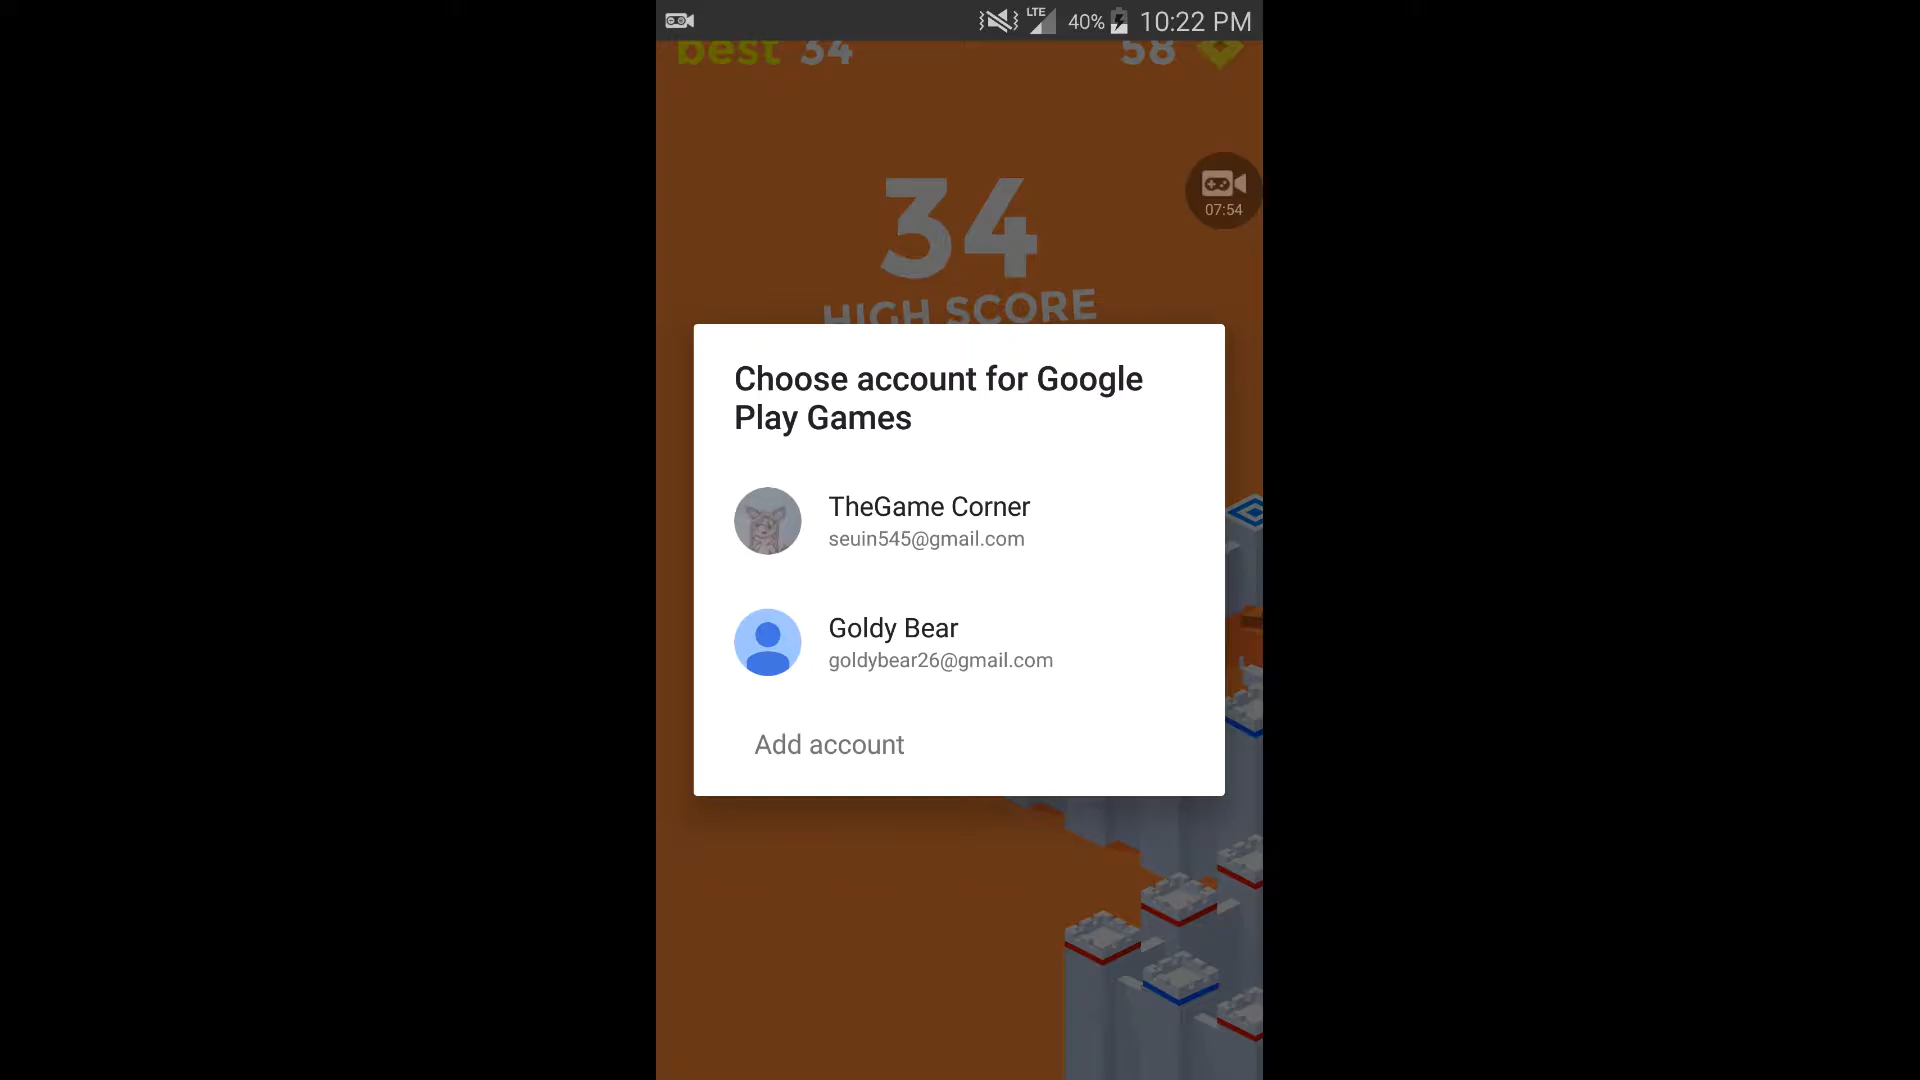 LTE 40% 10:22 PM
best 34 58
34
07:54
HIGH SCORE
Choose account for Google
Play Games
TheGame Corner
seuin545@gmail.com
Goldy Bear
goldybear26@gmail.com
Add account